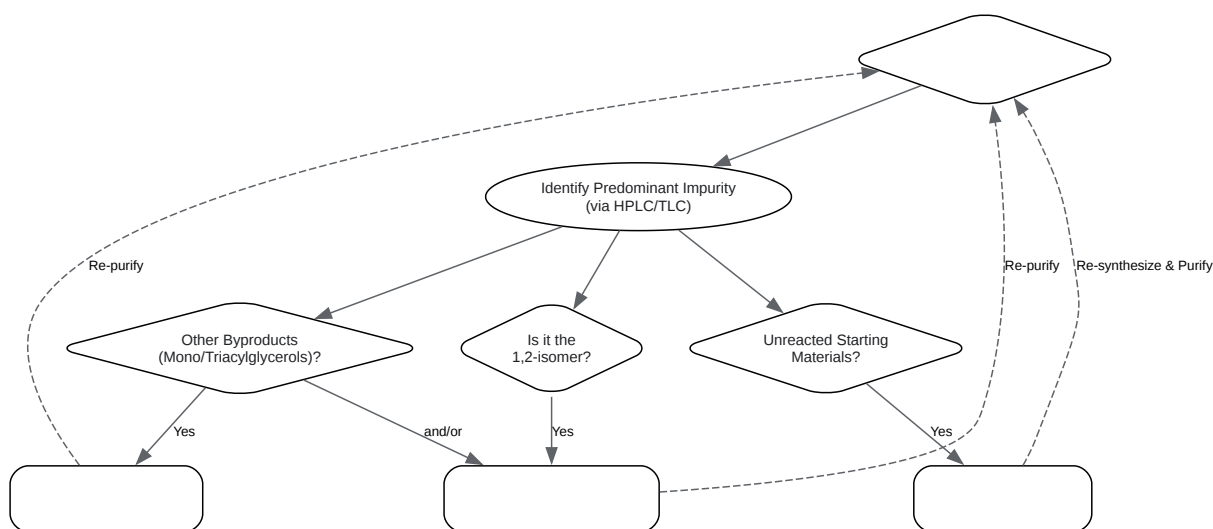 Identify Predominant Impurity
(via HPLC/TLC)
Re-purify
Re-purify
Re-synthesize & Purify
Other Byproducts
(Mono/Triacylglycerols)?
Is it the
1,2-isomer?
Unreacted Starting
Materials?
Yes
and/or
Yes
Yes